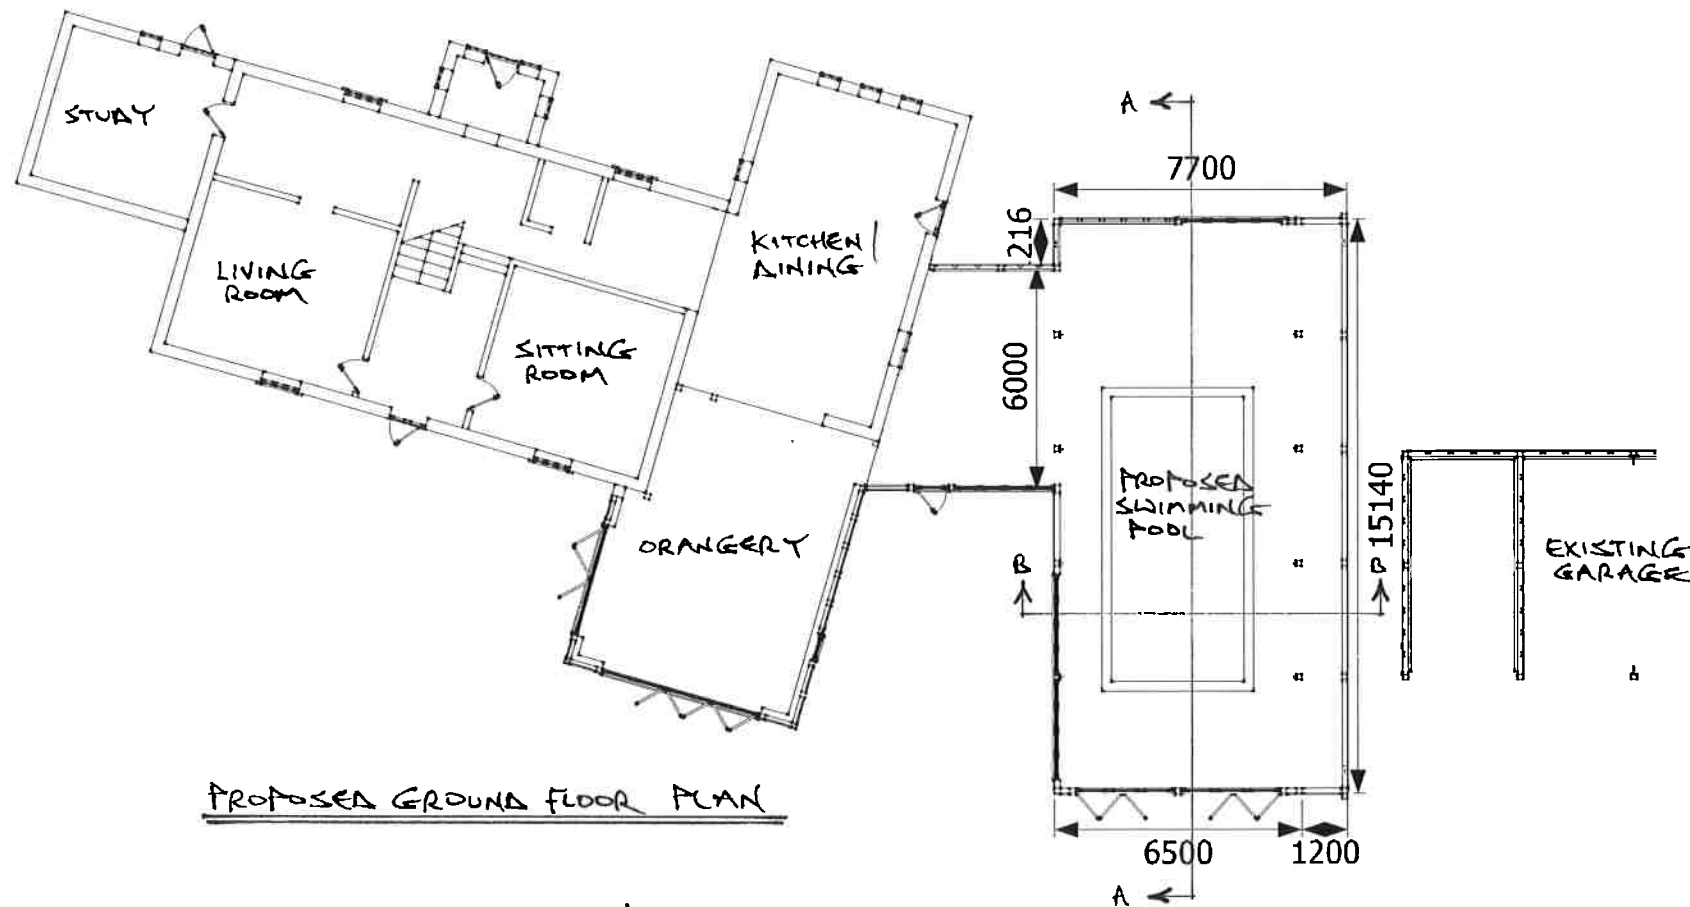 STUDY
LIVING
ROOM
SITTING
ROOM
KITCHEN/
DINING
ORANGERY
A
7700
216
6000
PROPOSED
SWIMMING
POOL
B
B
15140
EXISTING
GARAGE
6500
1200
A
PROPOSED GROUND FLOOR PLAN